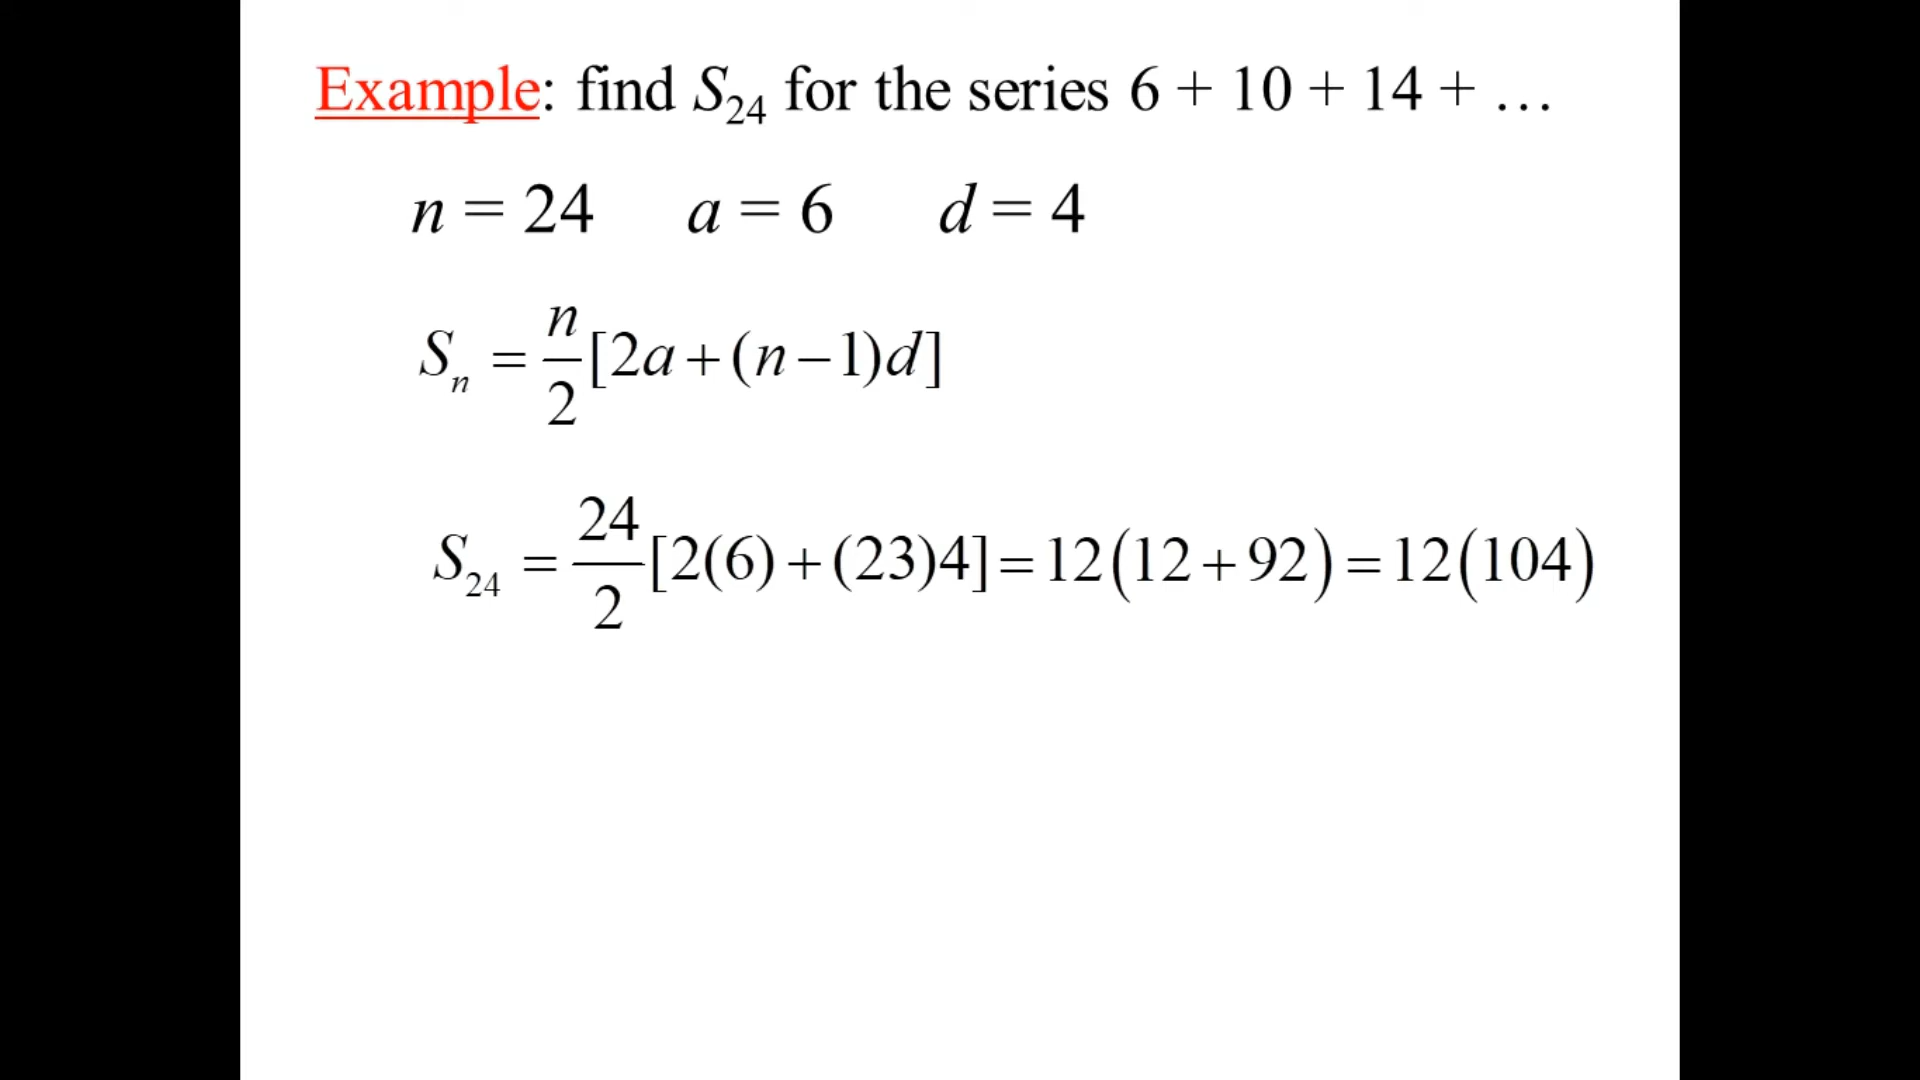 Example: find S₂₄ for the series 6 + 10 + 14 + …
n = 24 a = 6 d = 4
Sₙ = n/2 [2a + (n − 1)d]
S₂₄ = 24/2 [2(6) + (23)4] = 12(12 + 92) = 12(104)